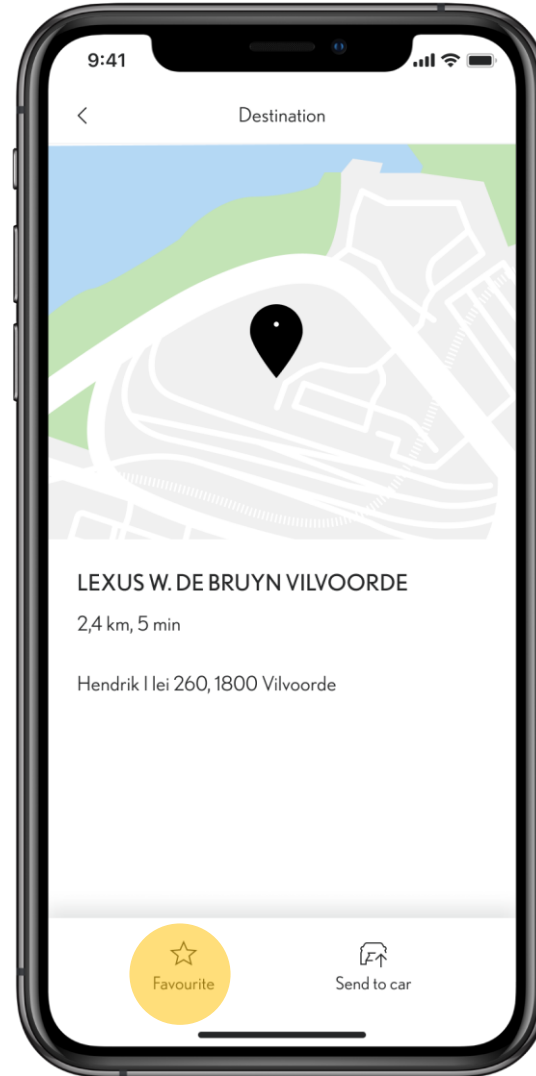 9:41
Destination
LEXUS W. DE BRUYN VILVOORDE
2,4 km, 5 min
Hendrik I lei 260, 1800 Vilvoorde
Favourite
Send to car